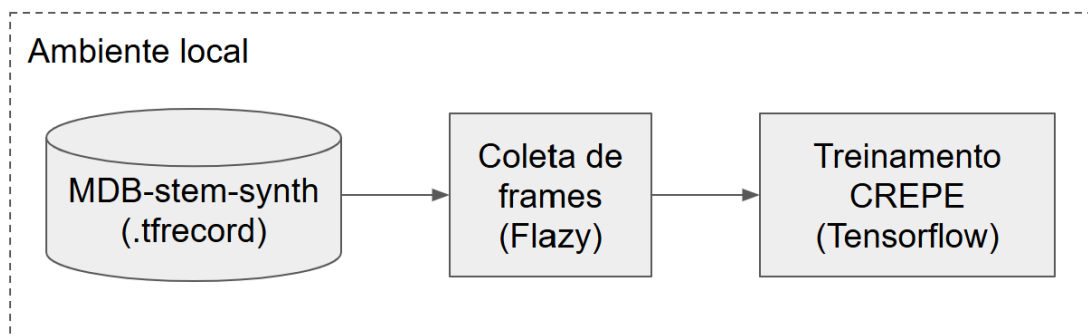 Ambiente local
MDB-stem-synth
(.tfrecord)
Coleta de
frames
(Flazy)
Treinamento
CREPE
(Tensorflow)